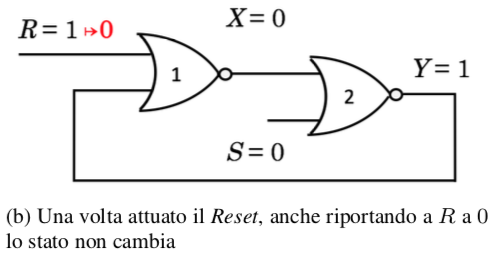 X = 0
R = 1 ↦ 0
1
Y = 1
2
S = 0
(b) Una volta attuato il Reset, anche riportando a R a 0
lo stato non cambia